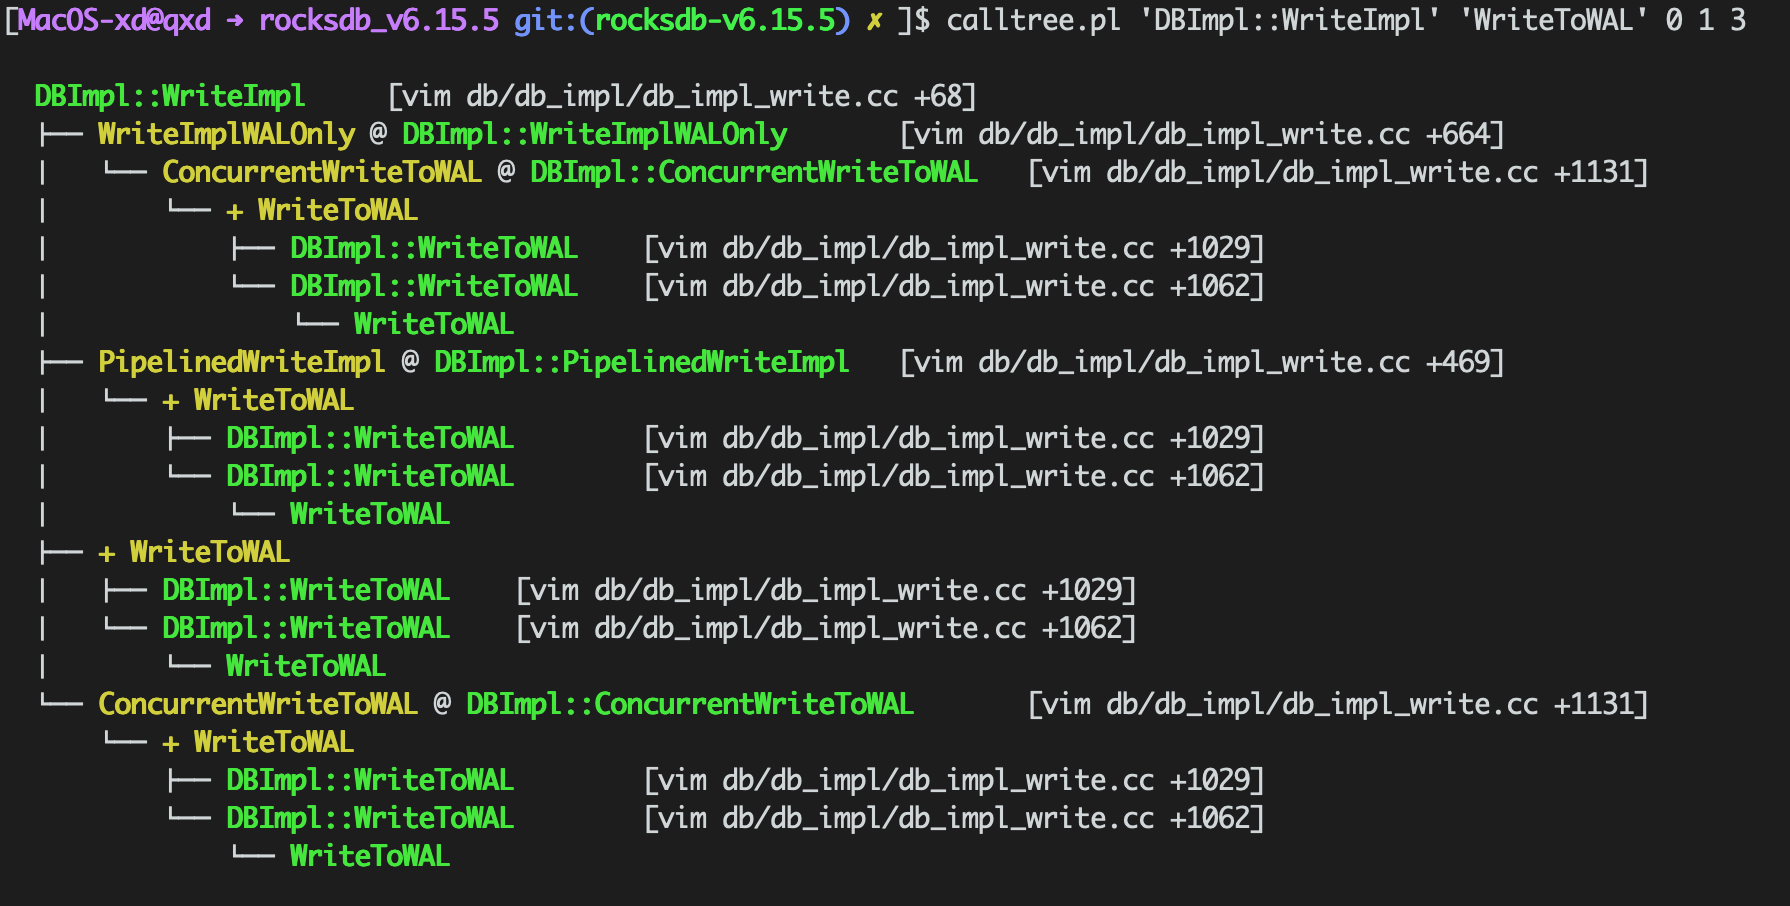 [MacOS-xd@qxd ➜ rocksdb_v6.15.5 git:(rocksdb-v6.15.5) ✗ ]$ calltree.pl 'DBImpl::WriteImpl' 'WriteToWAL' 0 1 3
DBImpl::WriteImpl [vim db/db_impl/db_impl_write.cc +68]
├── WriteImplWALOnly @ DBImpl::WriteImplWALOnly [vim db/db_impl/db_impl_write.cc +664]
│   └── ConcurrentWriteToWAL @ DBImpl::ConcurrentWriteToWAL [vim db/db_impl/db_impl_write.cc +1131]
│       └── + WriteToWAL
│           ├── DBImpl::WriteToWAL [vim db/db_impl/db_impl_write.cc +1029]
│           └── DBImpl::WriteToWAL [vim db/db_impl/db_impl_write.cc +1062]
│               └── WriteToWAL
├── PipelinedWriteImpl @ DBImpl::PipelinedWriteImpl [vim db/db_impl/db_impl_write.cc +469]
│   └── + WriteToWAL
│       ├── DBImpl::WriteToWAL [vim db/db_impl/db_impl_write.cc +1029]
│       └── DBImpl::WriteToWAL [vim db/db_impl/db_impl_write.cc +1062]
│           └── WriteToWAL
├── + WriteToWAL
│   ├── DBImpl::WriteToWAL [vim db/db_impl/db_impl_write.cc +1029]
│   └── DBImpl::WriteToWAL [vim db/db_impl/db_impl_write.cc +1062]
│       └── WriteToWAL
└── ConcurrentWriteToWAL @ DBImpl::ConcurrentWriteToWAL [vim db/db_impl/db_impl_write.cc +1131]
    └── + WriteToWAL
        ├── DBImpl::WriteToWAL [vim db/db_impl/db_impl_write.cc +1029]
        └── DBImpl::WriteToWAL [vim db/db_impl/db_impl_write.cc +1062]
            └── WriteToWAL